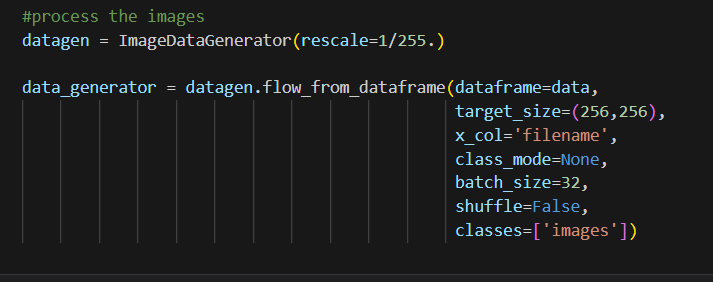 #process the images
datagen = ImageDataGenerator(rescale=1/255.)
data_generator = datagen.flow_from_dataframe(dataframe=data,
target_size=(256,256),
x_col='filename',
class_mode=None,
batch_size=32,
shuffle=False,
classes=['images'])